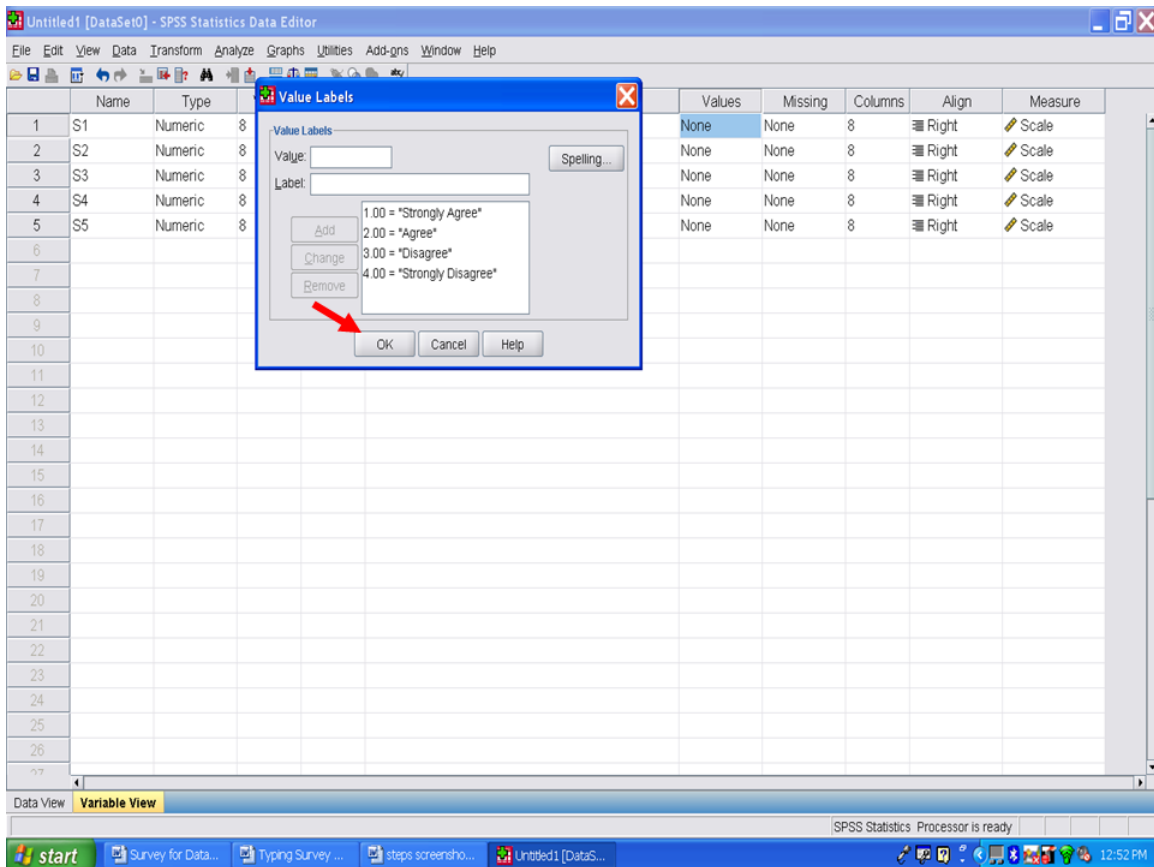 Untitled1 [DataSet0] - SPSS Statistics Data Editor
File Edit View Data Transform Analyze Graphs Utilities Add-ons Window Help
Name Type Values Missing Columns Align Measure
1 S1 Numeric 8 None None 8 Right Scale
2 S2 Numeric 8 None None 8 Right Scale
3 S3 Numeric 8 None None 8 Right Scale
4 S4 Numeric 8 None None 8 Right Scale
5 S5 Numeric 8 None None 8 Right Scale
6
7
8
9
10
11
12
13
14
15
16
17
18
19
20
21
22
23
24
25
26
27
Value Labels
Value Labels
Value: Spelling...
Label:
Add
Change
Remove
1.00 = "Strongly Agree"
2.00 = "Agree"
3.00 = "Disagree"
4.00 = "Strongly Disagree"
OK Cancel Help
Data View Variable View
SPSS Statistics Processor is ready
start Survey for Data... Typing Survey ... steps screensho... Untitled1 [DataS... 12:52 PM